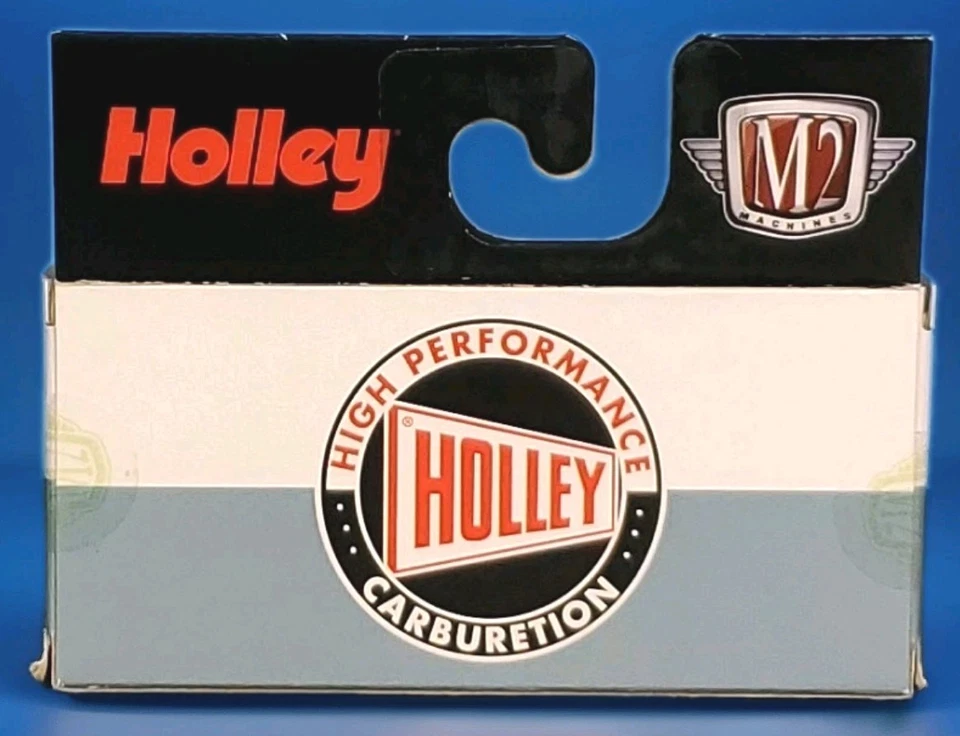 Holley
M2
MACHINES
HIGH PERFORMANCE
® HOLLEY
CARBURETION